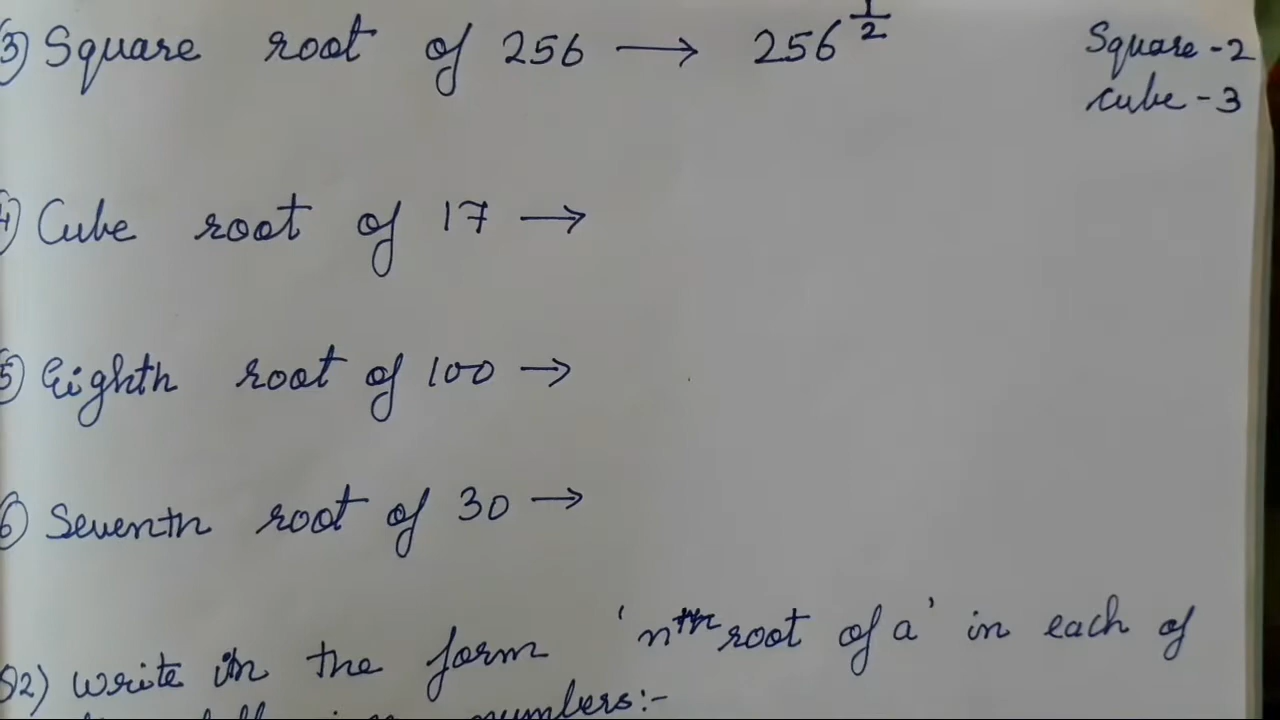 3) Square root of 256 → 256^1/2
Square - 2
Cube - 3
4) Cube root of 17 →
5) Eighth root of 100 →
6) Seventh root of 30 →
Q2) Write in the form 'nth root of a' in each of
numbers:-